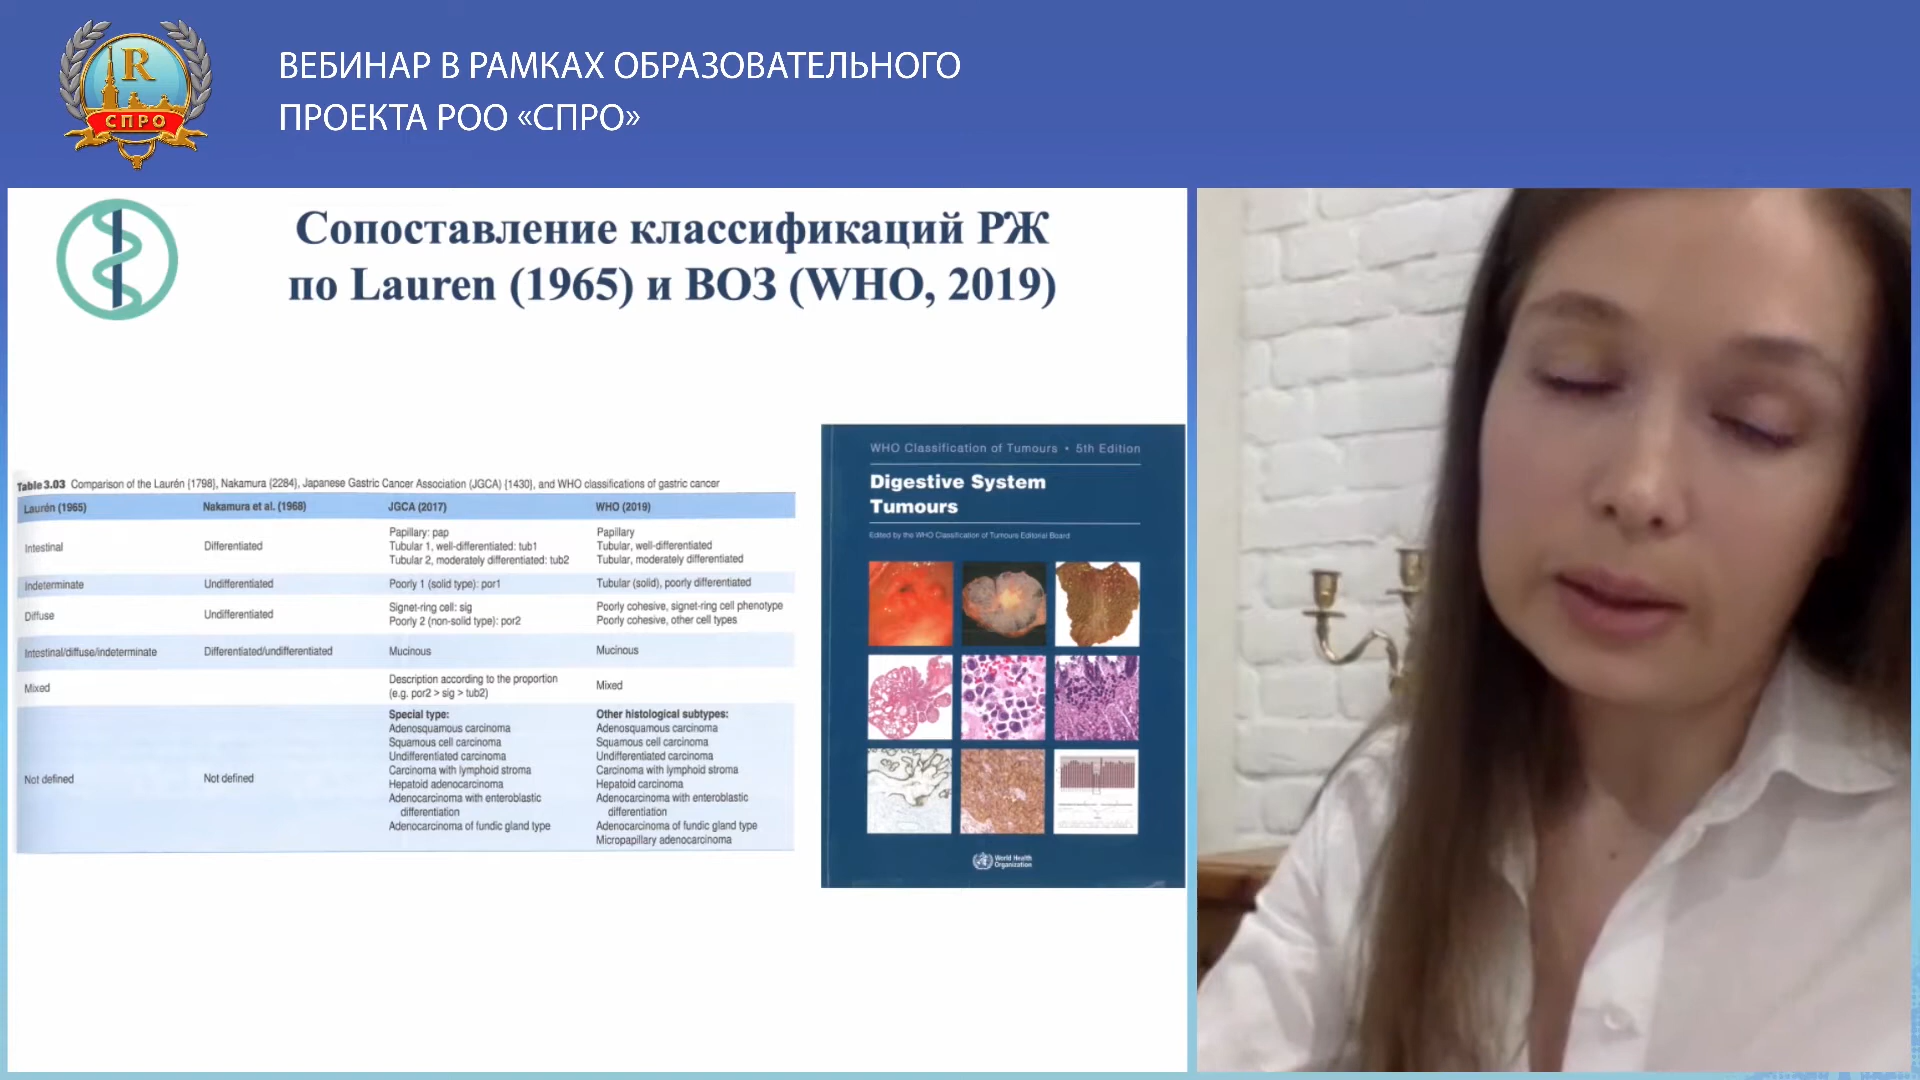 R
СПРО
ВЕБИНАР В РАМКАХ ОБРАЗОВАТЕЛЬНОГО
ПРОЕКТА РОО «СПРО»
Сопоставление классификаций РЖ
по Lauren (1965) и ВОЗ (WHO, 2019)
Table 3.03 Comparison of the Laurén {1798}, Nakamura {2284}, Japanese Gastric Cancer Association (JGCA) {1430}, and WHO classifications of gastric cancer
Laurén (1965) Nakamura et al. (1968) JGCA (2017) WHO (2019)
Papillary: pap Papillary
Intestinal Differentiated Tubular 1, well-differentiated: tub1 Tubular, well-differentiated
Tubular 2, moderately differentiated: tub2 Tubular, moderately differentiated
Indeterminate Undifferentiated Poorly 1 (solid type): por1 Tubular (solid), poorly differentiated
Diffuse Undifferentiated Signet-ring cell: sig Poorly cohesive, signet-ring cell phenotype
Poorly 2 (non-solid type): por2 Poorly cohesive, other cell types
Intestinal/diffuse/indeterminate Differentiated/undifferentiated Mucinous Mucinous
Mixed Description according to the proportion Mixed
(e.g. por2 > sig > tub2)
Special type: Other histological subtypes:
Adenosquamous carcinoma Adenosquamous carcinoma
Squamous cell carcinoma Squamous cell carcinoma
Undifferentiated carcinoma Undifferentiated carcinoma
Carcinoma with lymphoid stroma Carcinoma with lymphoid stroma
Not defined Not defined Hepatoid adenocarcinoma Hepatoid carcinoma
Adenocarcinoma with enteroblastic Adenocarcinoma with enteroblastic
differentiation differentiation
Adenocarcinoma of fundic gland type Adenocarcinoma of fundic gland type
Micropapillary adenocarcinoma
WHO Classification of Tumours • 5th Edition
Digestive System
Tumours
Edited by the WHO Classification of Tumours Editorial Board
World Health
Organization